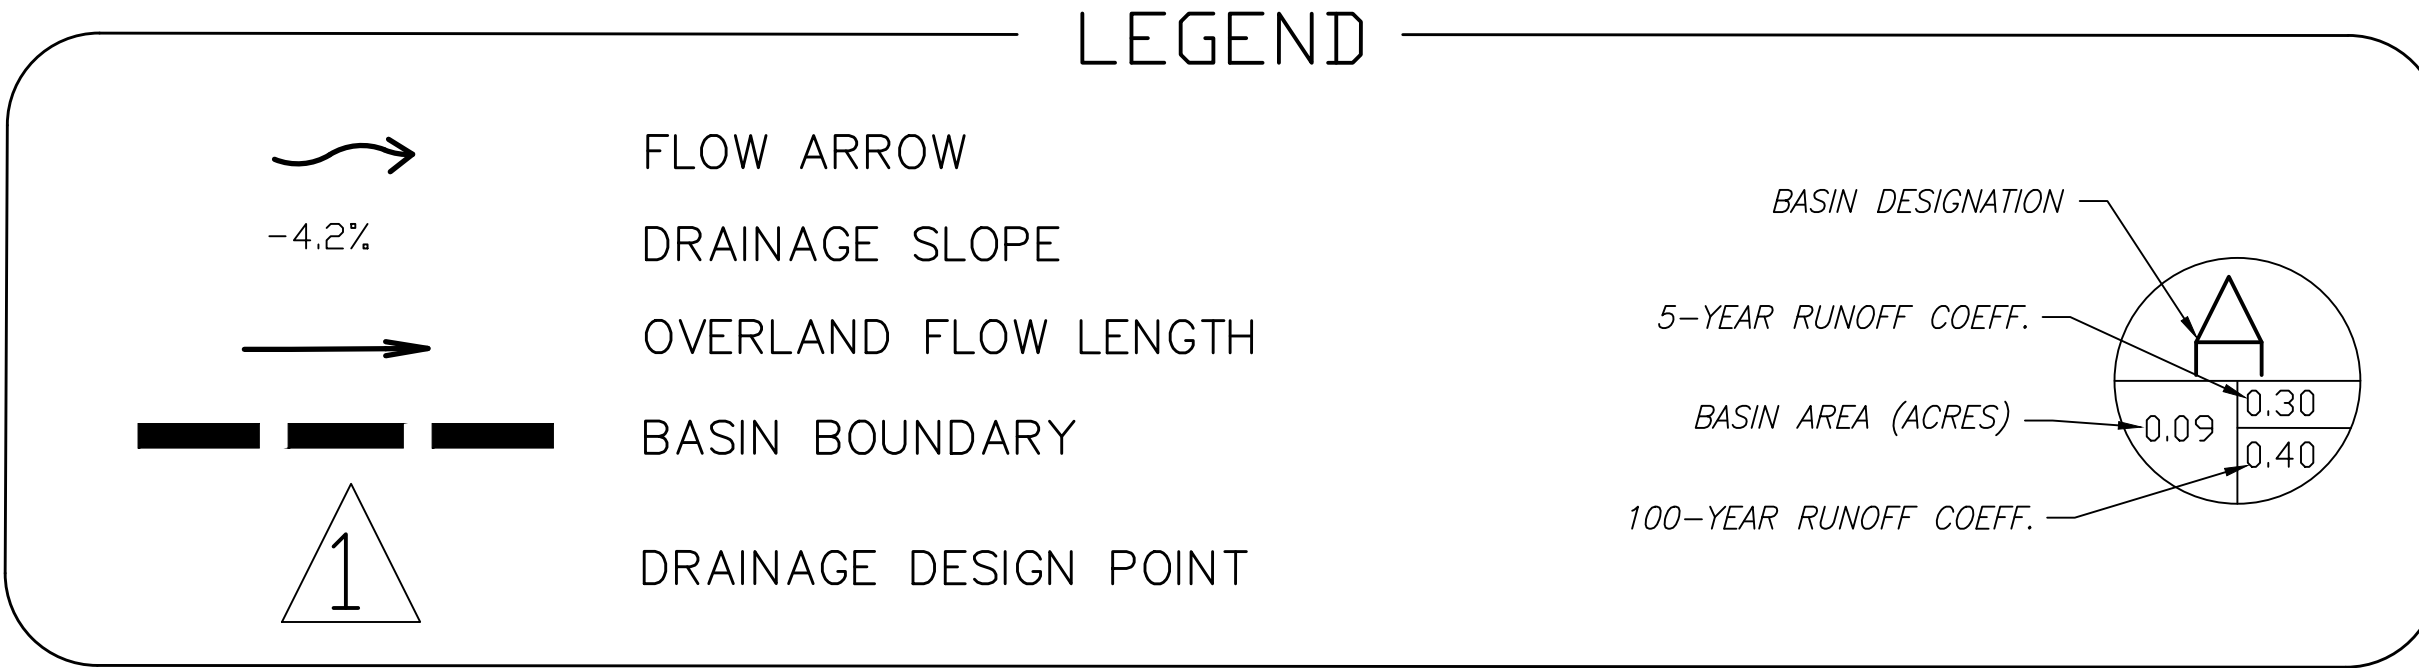 LEGEND
FLOW ARROW
-4.2%
DRAINAGE SLOPE
OVERLAND FLOW LENGTH
BASIN BOUNDARY
1
DRAINAGE DESIGN POINT
BASIN DESIGNATION
A
5-YEAR RUNOFF COEFF.
0.30
BASIN AREA (ACRES)
0.09
0.40
100-YEAR RUNOFF COEFF.